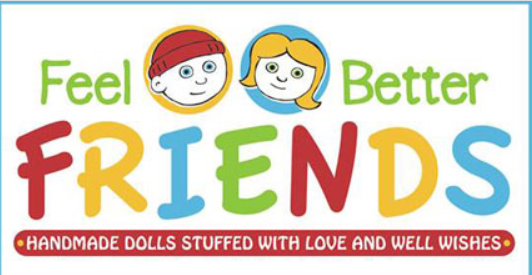 Feel Better
FRIENDS
• HANDMADE DOLLS STUFFED WITH LOVE AND WELL WISHES •